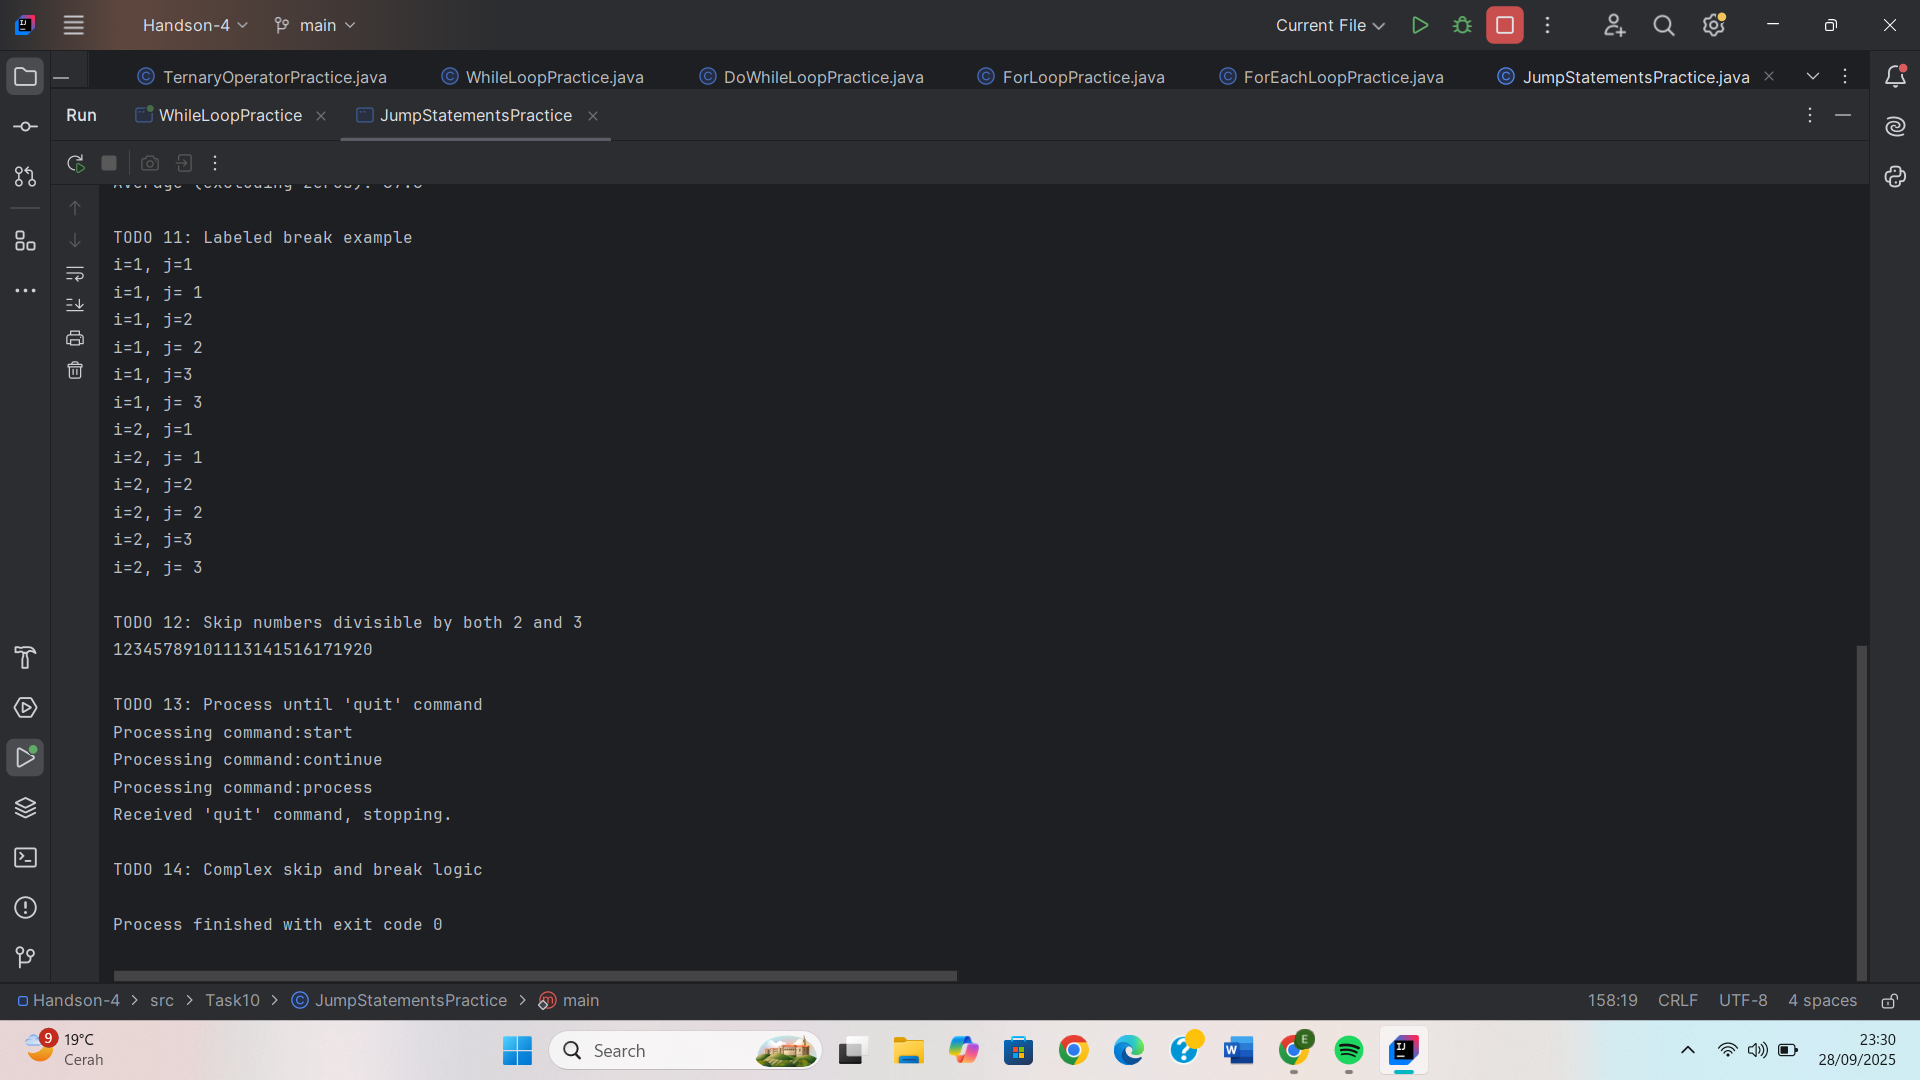 Handson-4 main Current File
TernaryOperatorPractice.java WhileLoopPractice.java DoWhileLoopPractice.java ForLoopPractice.java ForEachLoopPractice.java JumpStatementsPractice.java
Run WhileLoopPractice JumpStatementsPractice
Average (excluding zeros):
TODO 11: Labeled break example
i=1, j=1
i=1, j= 1
i=1, j=2
i=1, j= 2
i=1, j=3
i=1, j= 3
i=2, j=1
i=2, j= 1
i=2, j=2
i=2, j= 2
i=2, j=3
i=2, j= 3
TODO 12: Skip numbers divisible by both 2 and 3
12345789101113141516171920
TODO 13: Process until 'quit' command
Processing command:start
Processing command:continue
Processing command:process
Received 'quit' command, stopping.
TODO 14: Complex skip and break logic
Process finished with exit code 0
Handson-4 > src > Task10 > JumpStatementsPractice > main 158:19 CRLF UTF-8 4 spaces
9 19°C Search 23:30
Cerah 28/09/2025